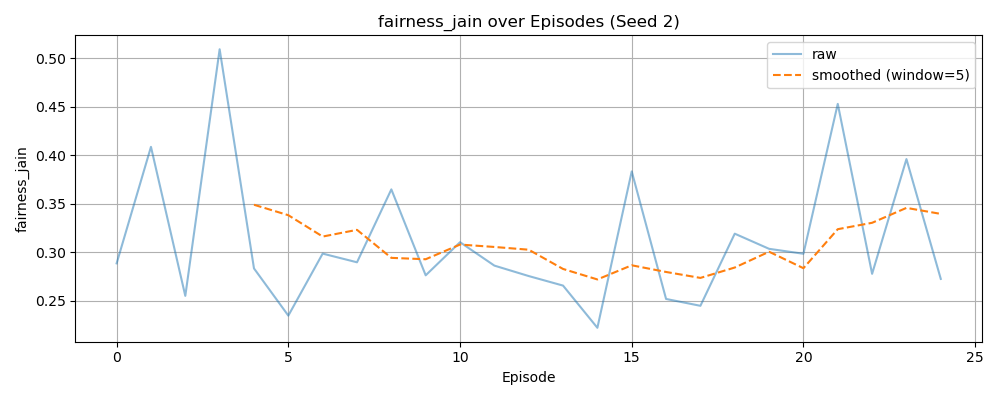 fairness_jain over Episodes (Seed 2)
raw
smoothed (window=5)
fairness_jain
0.50
0.45
0.40
0.35
0.30
0.25
0
5
10
15
20
25
Episode